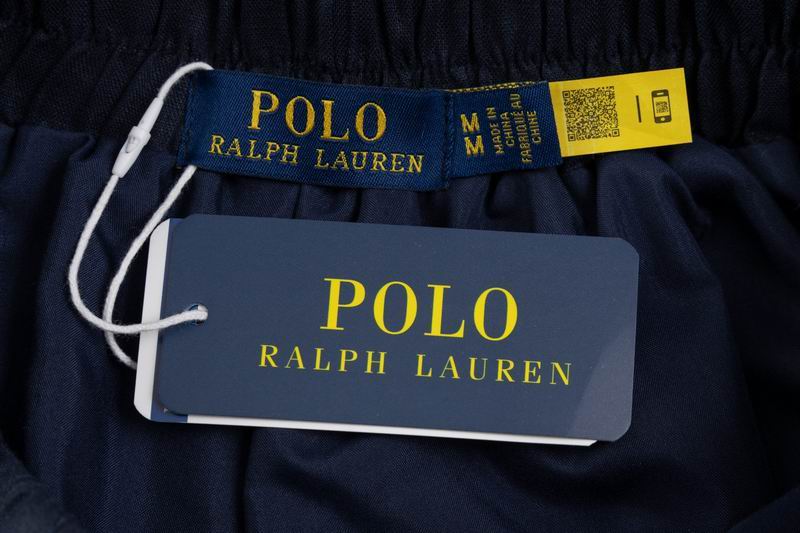 POLO
RALPH LAUREN
M
M
MADE IN
CHINA
FABRIQUÉ AU
CHINE
POLO
RALPH LAUREN